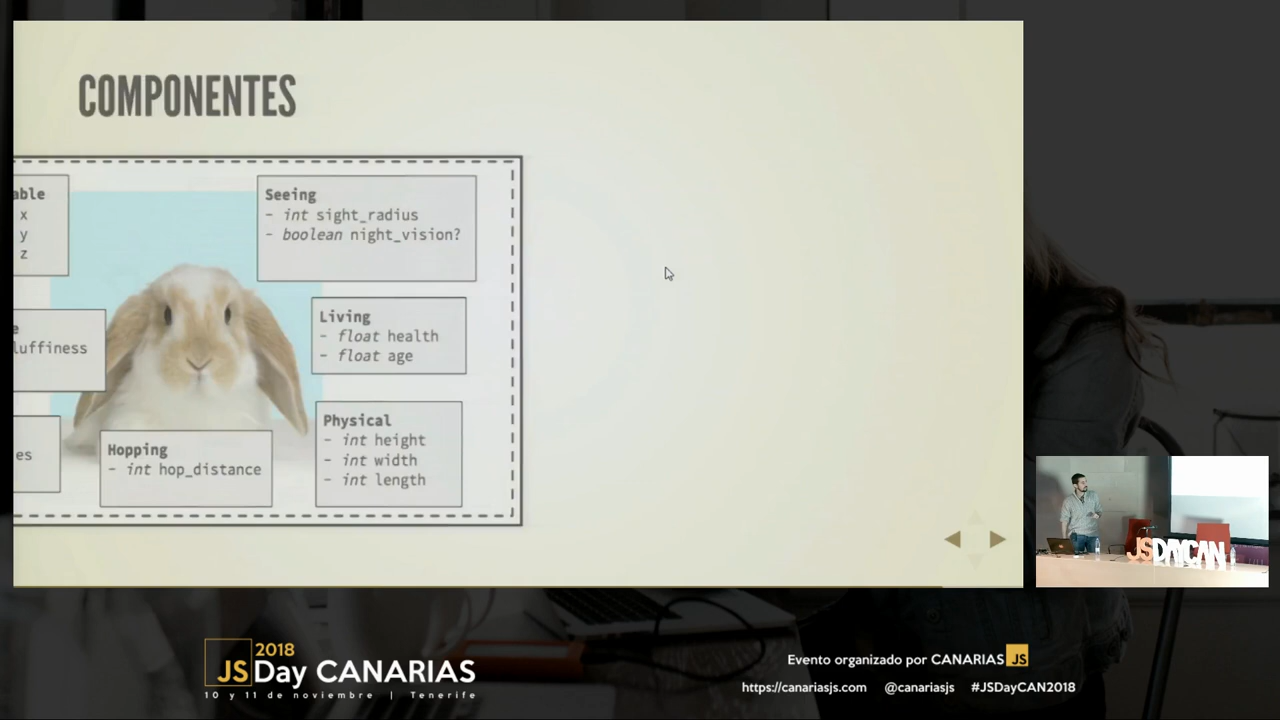 COMPONENTES
able
x
y
z
Seeing
- int sight_radius
- boolean night_vision?
e
luffiness
Living
- float health
- float age
es
Hopping
- int hop_distance
Physical
- int height
- int width
- int length
JSDAYCAN
2018
JSDay CANARIAS
10 y 11 de noviembre | Tenerife
Evento organizado por CANARIAS JS
https://canariasjs.com @canariasjs #JSDayCAN2018